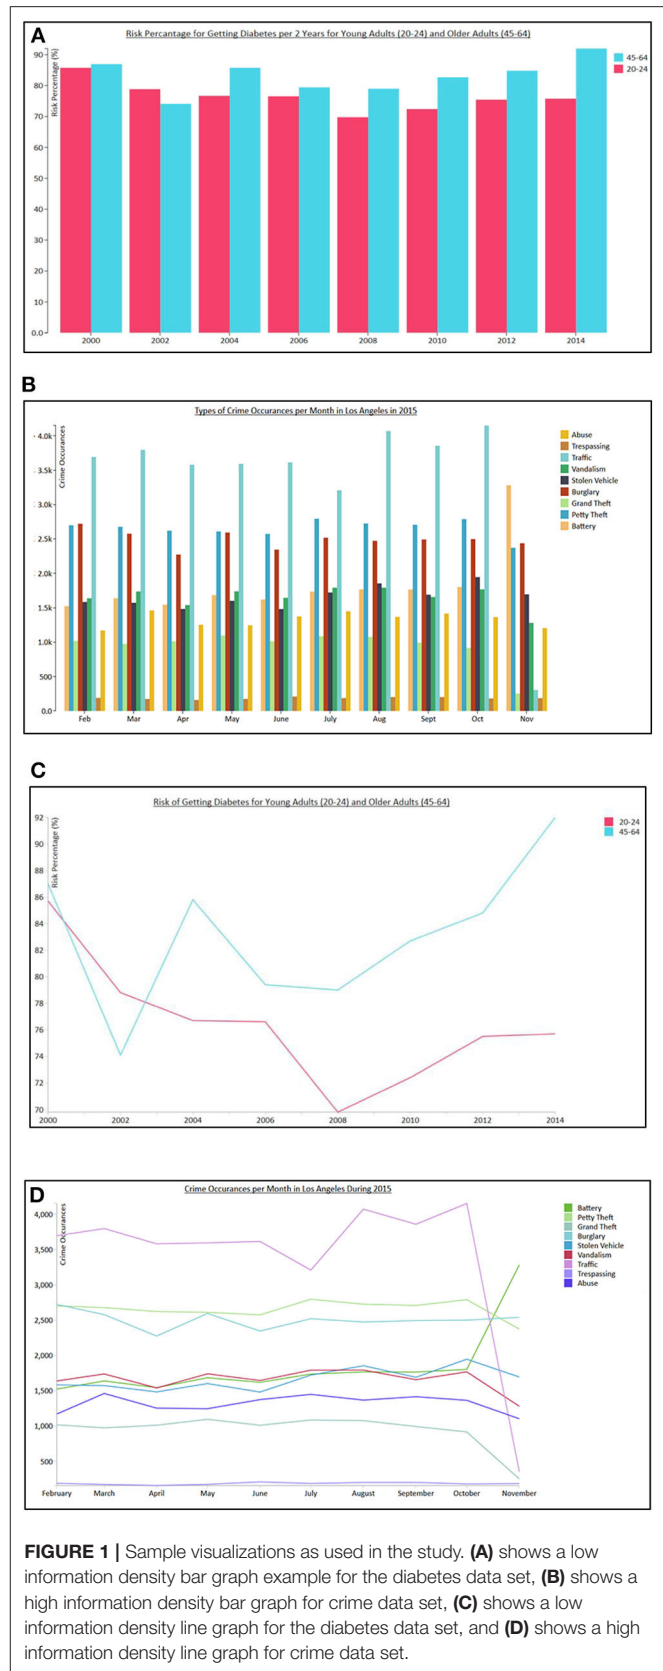 A
Risk Percentage for Getting Diabetes per 2 Years for Young Adults (20-24) and Older Adults (45-64)
Risk Percentage (%)
90
80
70
60
50
40
30
20
10
0.0
2000 2002 2004 2006 2008 2010 2012 2014
45-64
20-24
B
Types of Crime Occurances per Month in Los Angeles in 2015
Crime Occurances
4.0k
3.5k
3.0k
2.5k
2.0k
1.5k
1.0k
500
0.0
Feb Mar Apr May June July Aug Sept Oct Nov
Abuse
Trespassing
Traffic
Vandalism
Stolen Vehicle
Burglary
Grand Theft
Petty Theft
Battery
C
Risk of Getting Diabetes for Young Adults (20-24) and Older Adults (45-64)
Risk Percentage (%)
92
90
88
86
84
82
80
78
76
74
72
70
2000 2002 2004 2006 2008 2010 2012 2014
20-24
45-64
D
Crime Occurances per Month in Los Angeles During 2015
Crime Occurances
4,000
3,500
3,000
2,500
2,000
1,500
1,000
500
February March April May June July August September October November
Battery
Petty Theft
Grand Theft
Burglary
Stolen Vehicle
Vandalism
Traffic
Trespassing
Abuse
FIGURE 1 | Sample visualizations as used in the study. (A) shows a low
information density bar graph example for the diabetes data set, (B) shows a
high information density bar graph for crime data set, (C) shows a low
information density line graph for the diabetes data set, and (D) shows a high
information density line graph for crime data set.